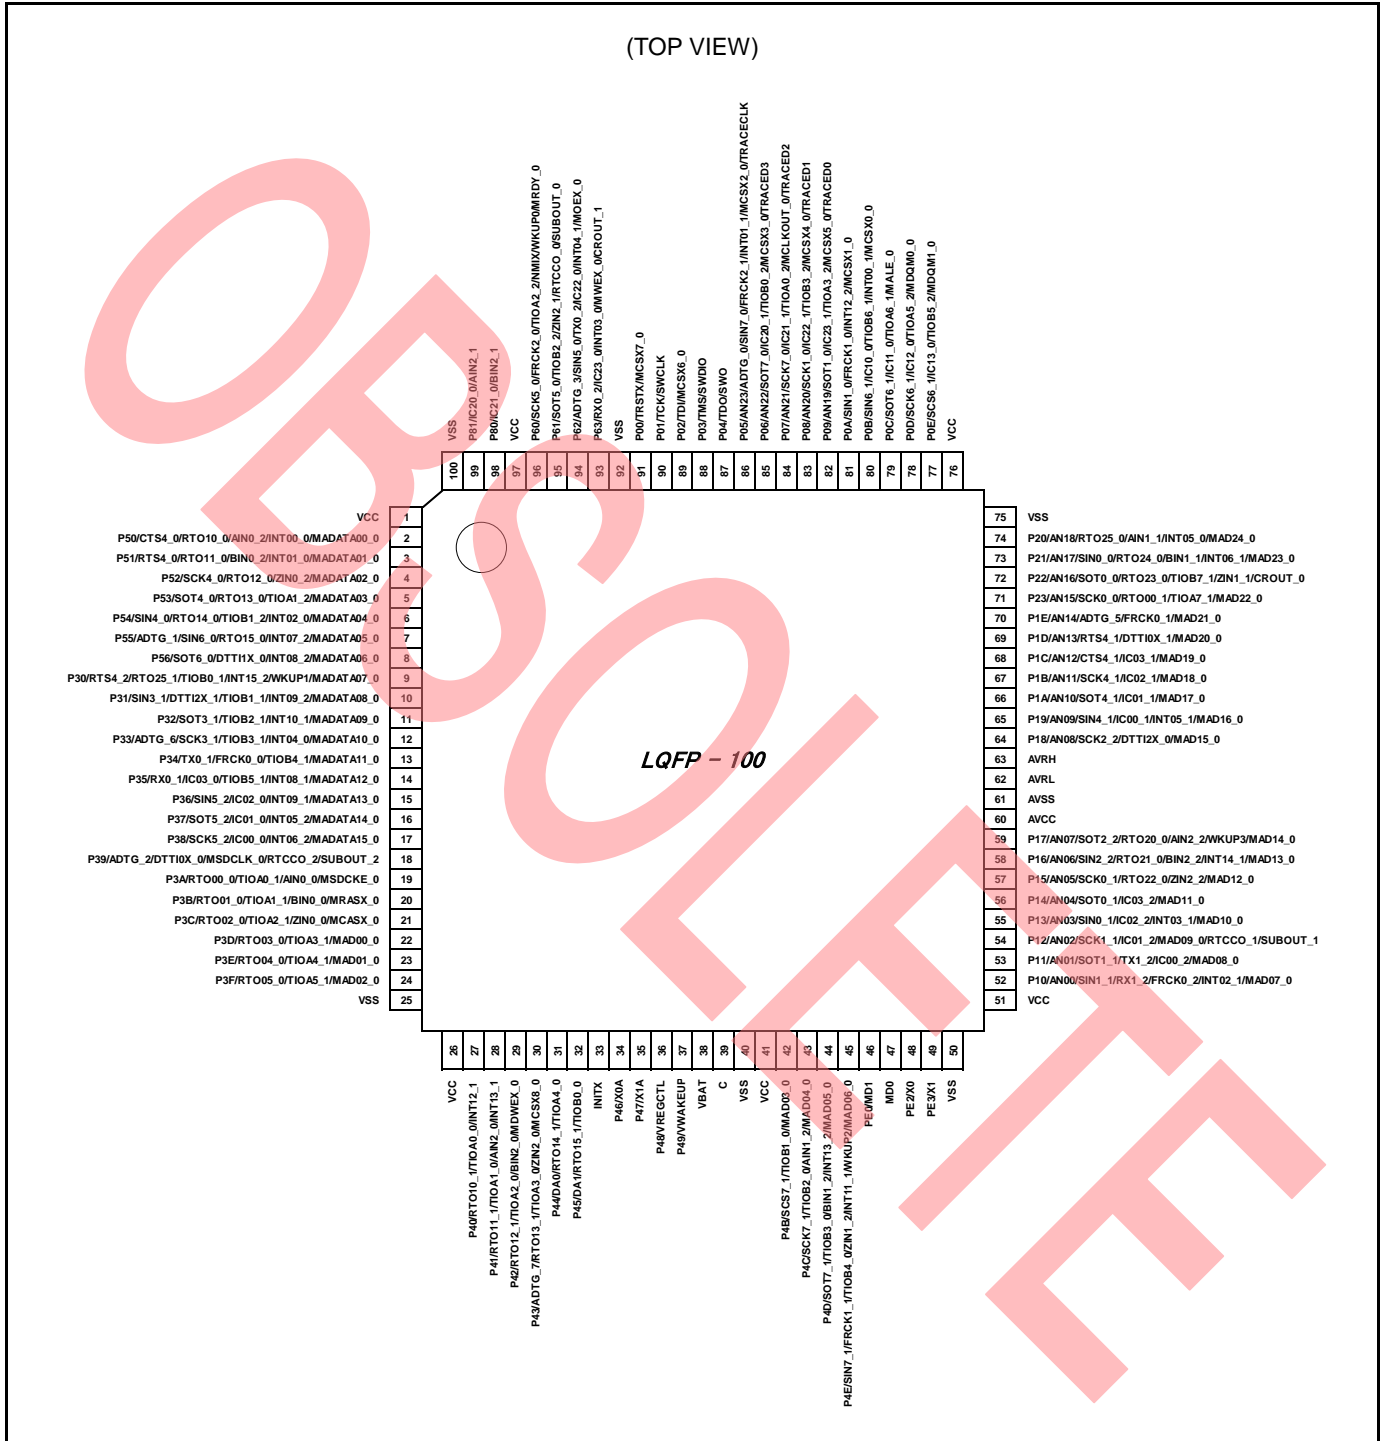 (TOP VIEW)
VSS
P81/IC20_0/AIN2_1
P80/IC21_0/BIN2_1
VCC
P60/SCK5_0/FRCK2_0/TIOA2_2/NMIX/WKUP0/MRDY_0
P61/SOT5_0/TIOB2_2/ZIN2_1/RTCCO_0/SUBOUT_0
P62/ADTG_3/SIN5_0/TX0_2/IC22_0/INT04_1/MOEX_0
P63/RX0_2/IC23_0/INT03_0/MWEX_0/CROUT_1
VSS
P00/TRSTX/MCSX7_0
P01/TCK/SWCLK
P02/TDI/MCSX6_0
P03/TMS/SWDIO
P04/TDO/SWO
P05/AN23/ADTG_0/SIN7_0/FRCK2_1/INT01_1/MCSX2_0/TRACECLK
P06/AN22/SOT7_0/IC20_1/TIOB0_2/MCSX3_0/TRACED3
P07/AN21/SCK7_0/IC21_1/TIOA0_2/MCLKOUT_0/TRACED2
P08/AN20/SCK1_0/IC22_1/TIOB3_2/MCSX4_0/TRACED1
P09/AN19/SOT1_0/IC23_1/TIOA3_2/MCSX5_0/TRACED0
P0A/SIN1_0/FRCK1_0/INT12_2/MCSX1_0
P0B/SIN6_1/IC10_0/TIOB6_1/INT00_1/MCSX0_0
P0C/SOT6_1/IC11_0/TIOA6_1/MALE_0
P0D/SCK6_1/IC12_0/TIOA5_2/MDQM0_0
P0E/SCS6_1/IC13_0/TIOB5_2/MDQM1_0
VCC
100 99 98 97 96 95 94 93 92 91 90 89 88 87 86 85 84 83 82 81 80 79 78 77 76
VCC 1
P50/CTS4_0/RTO10_0/AIN0_2/INT00_0/MADATA00_0 2
P51/RTS4_0/RTO11_0/BIN0_2/INT01_0/MADATA01_0 3
P52/SCK4_0/RTO12_0/ZIN0_2/MADATA02_0 4
P53/SOT4_0/RTO13_0/TIOA1_2/MADATA03_0 5
P54/SIN4_0/RTO14_0/TIOB1_2/INT02_0/MADATA04_0 6
P55/ADTG_1/SIN6_0/RTO15_0/INT07_2/MADATA05_0 7
P56/SOT6_0/DTTI1X_0/INT08_2/MADATA06_0 8
P30/RTS4_2/RTO25_1/TIOB0_1/INT15_2/WKUP1/MADATA07_0 9
P31/SIN3_1/DTTI2X_1/TIOB1_1/INT09_2/MADATA08_0 10
P32/SOT3_1/TIOB2_1/INT10_1/MADATA09_0 11
P33/ADTG_6/SCK3_1/TIOB3_1/INT04_0/MADATA10_0 12
P34/TX0_1/FRCK0_0/TIOB4_1/MADATA11_0 13
P35/RX0_1/IC03_0/TIOB5_1/INT08_1/MADATA12_0 14
P36/SIN5_2/IC02_0/INT09_1/MADATA13_0 15
P37/SOT5_2/IC01_0/INT05_2/MADATA14_0 16
P38/SCK5_2/IC00_0/INT06_2/MADATA15_0 17
P39/ADTG_2/DTTI0X_0/MSDCLK_0/RTCCO_2/SUBOUT_2 18
P3A/RTO00_0/TIOA0_1/AIN0_0/MSDCKE_0 19
P3B/RTO01_0/TIOA1_1/BIN0_0/MRASX_0 20
P3C/RTO02_0/TIOA2_1/ZIN0_0/MCASX_0 21
P3D/RTO03_0/TIOA3_1/MAD00_0 22
P3E/RTO04_0/TIOA4_1/MAD01_0 23
P3F/RTO05_0/TIOA5_1/MAD02_0 24
VSS 25
LQFP - 100
75 VSS
74 P20/AN18/RTO25_0/AIN1_1/INT05_0/MAD24_0
73 P21/AN17/SIN0_0/RTO24_0/BIN1_1/INT06_1/MAD23_0
72 P22/AN16/SOT0_0/RTO23_0/TIOB7_1/ZIN1_1/CROUT_0
71 P23/AN15/SCK0_0/RTO00_1/TIOA7_1/MAD22_0
70 P1E/AN14/ADTG_5/FRCK0_1/MAD21_0
69 P1D/AN13/RTS4_1/DTTI0X_1/MAD20_0
68 P1C/AN12/CTS4_1/IC03_1/MAD19_0
67 P1B/AN11/SCK4_1/IC02_1/MAD18_0
66 P1A/AN10/SOT4_1/IC01_1/MAD17_0
65 P19/AN09/SIN4_1/IC00_1/INT05_1/MAD16_0
64 P18/AN08/SCK2_2/DTTI2X_0/MAD15_0
63 AVRH
62 AVRL
61 AVSS
60 AVCC
59 P17/AN07/SOT2_2/RTO20_0/AIN2_2/WKUP3/MAD14_0
58 P16/AN06/SIN2_2/RTO21_0/BIN2_2/INT14_1/MAD13_0
57 P15/AN05/SCK0_1/RTO22_0/ZIN2_2/MAD12_0
56 P14/AN04/SOT0_1/IC03_2/MAD11_0
55 P13/AN03/SIN0_1/IC02_2/INT03_1/MAD10_0
54 P12/AN02/SCK1_1/IC01_2/MAD09_0/RTCCO_1/SUBOUT_1
53 P11/AN01/SOT1_1/TX1_2/IC00_2/MAD08_0
52 P10/AN00/SIN1_1/RX1_2/FRCK0_2/INT02_1/MAD07_0
51 VCC
26 27 28 29 30 31 32 33 34 35 36 37 38 39 40 41 42 43 44 45 46 47 48 49 50
VCC
P40/RTO10_1/TIOA0_0/INT12_1
P41/RTO11_1/TIOA1_0/AIN2_0/INT13_1
P42/RTO12_1/TIOA2_0/BIN2_0/MDWEX_0
P43/ADTG_7/RTO13_1/TIOA3_0/ZIN2_0/MCSX8_0
P44/DA0/RTO14_1/TIOA4_0
P45/DA1/RTO15_1/TIOB0_0
INITX
P46/X0A
P47/X1A
P48/VREGCTL
P49/VWAKEUP
VBAT
C
VSS
VCC
P4B/SCS7_1/TIOB1_0/MAD03_0
P4C/SCK7_1/TIOB2_0/AIN1_2/MAD04_0
P4D/SOT7_1/TIOB3_0/BIN1_2/INT13_2/MAD05_0
P4E/SIN7_1/FRCK1_1/TIOB4_0/ZIN1_2/INT11_1/WKUP2/MAD06_0
PE0/MD1
MD0
PE2/X0
PE3/X1
VSS
OBSOLETE